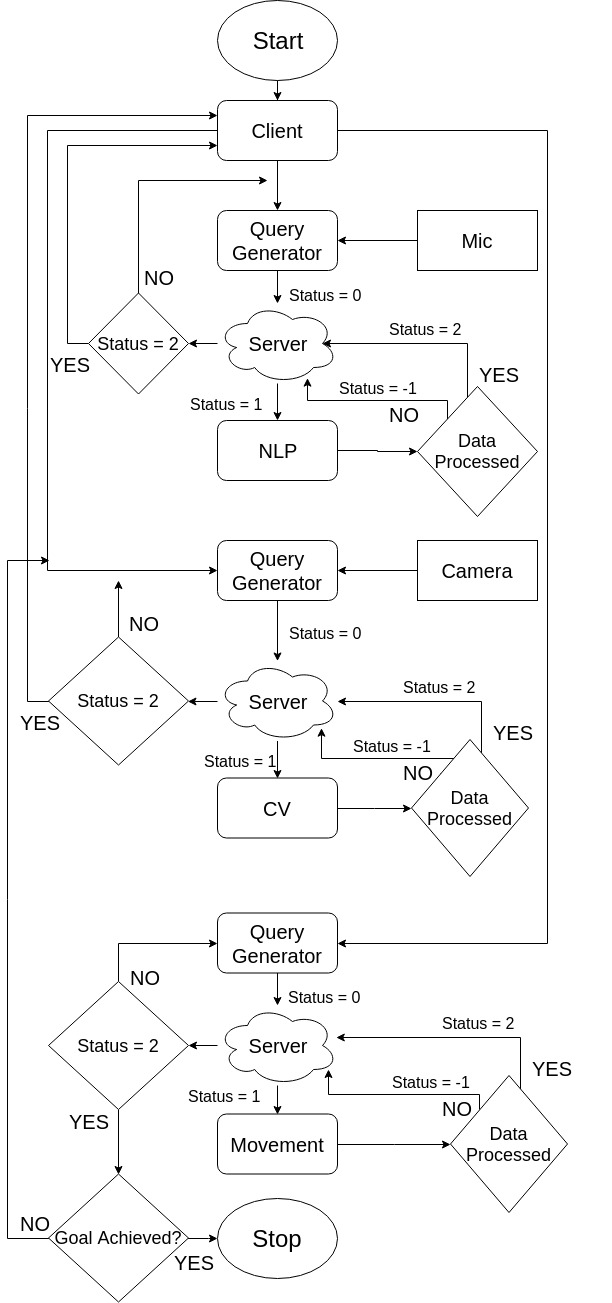 Start
Client
Query
Generator
Mic
NO
Status = 0
Status = 2
Server
Status = 2
YES
YES
Status = -1
NO
Status = 1
NLP
Data
Processed
Query
Generator
Camera
NO
Status = 0
Status = 2
Server
Status = 2
YES
YES
Status = -1
NO
Status = 1
CV
Data
Processed
Query
Generator
NO
Status = 0
Status = 2
Server
Status = 2
YES
Status = -1
NO
Status = 1
YES
Movement
Data
Processed
NO
Goal Achieved?
YES
Stop